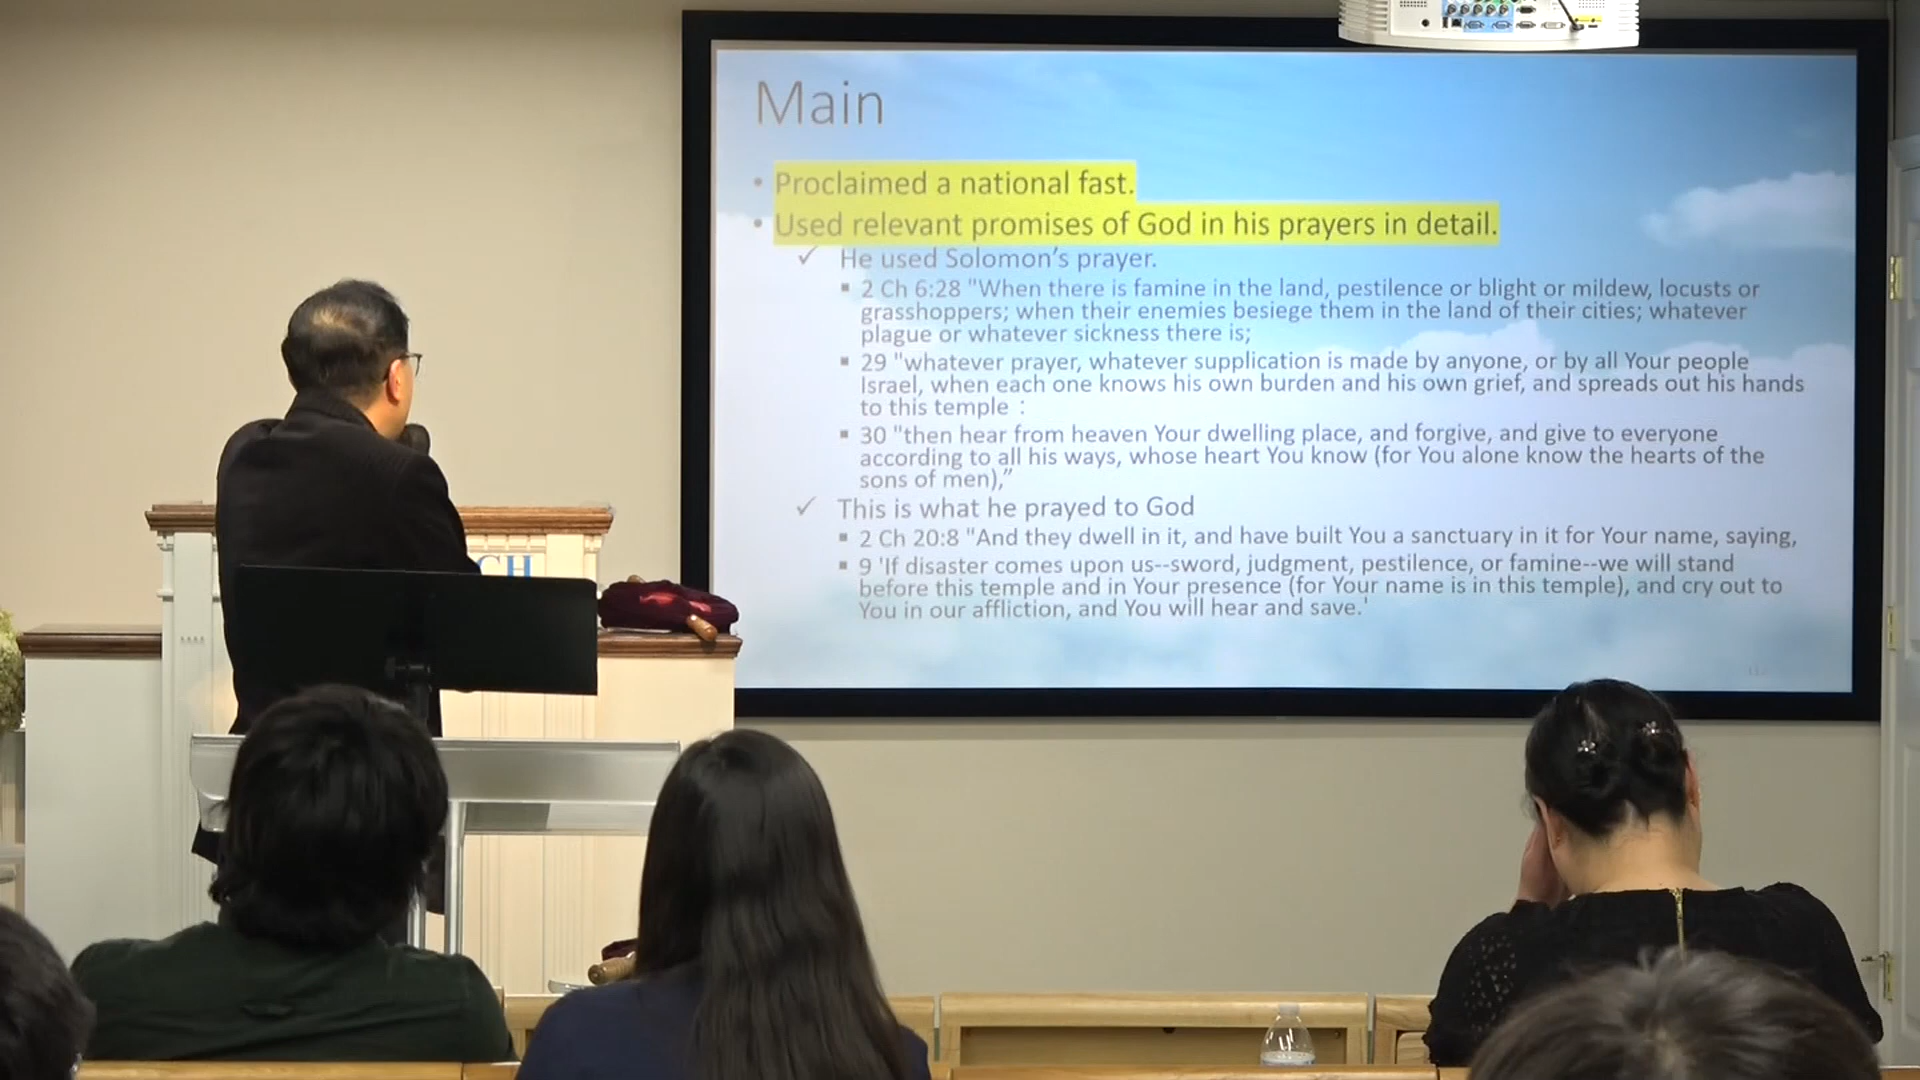 Main
• Proclaimed a national fast.
• Used relevant promises of God in his prayers in detail.
✓ He used Solomon's prayer.
▪ 2 Ch 6:28 "When there is famine in the land, pestilence or blight or mildew, locusts or
grasshoppers; when their enemies besiege them in the land of their cities; whatever
plague or whatever sickness there is;
▪ 29 "whatever prayer, whatever supplication is made by anyone, or by all Your people
Israel, when each one knows his own burden and his own grief, and spreads out his hands
to this temple :
▪ 30 "then hear from heaven Your dwelling place, and forgive, and give to everyone
according to all his ways, whose heart You know (for You alone know the hearts of the
sons of men),”
✓ This is what he prayed to God
▪ 2 Ch 20:8 "And they dwell in it, and have built You a sanctuary in it for Your name, saying,
▪ 9 'If disaster comes upon us--sword, judgment, pestilence, or famine--we will stand
before this temple and in Your presence (for Your name is in this temple), and cry out to
You in our affliction, and You will hear and save.'
CH